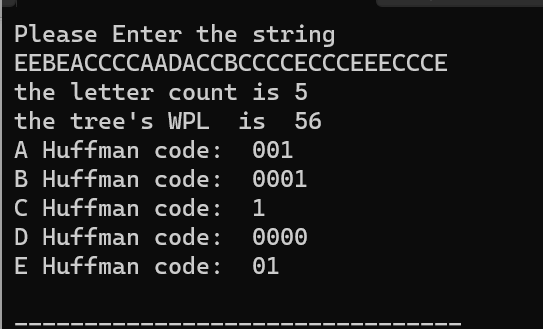 Please Enter the string
EEBEACCCCAADACCBCCCCECCCEEECCCE
the letter count is 5
the tree's WPL  is  56
A Huffman code:  001
B Huffman code:  0001
C Huffman code:  1
D Huffman code:  0000
E Huffman code:  01
--------------------------------